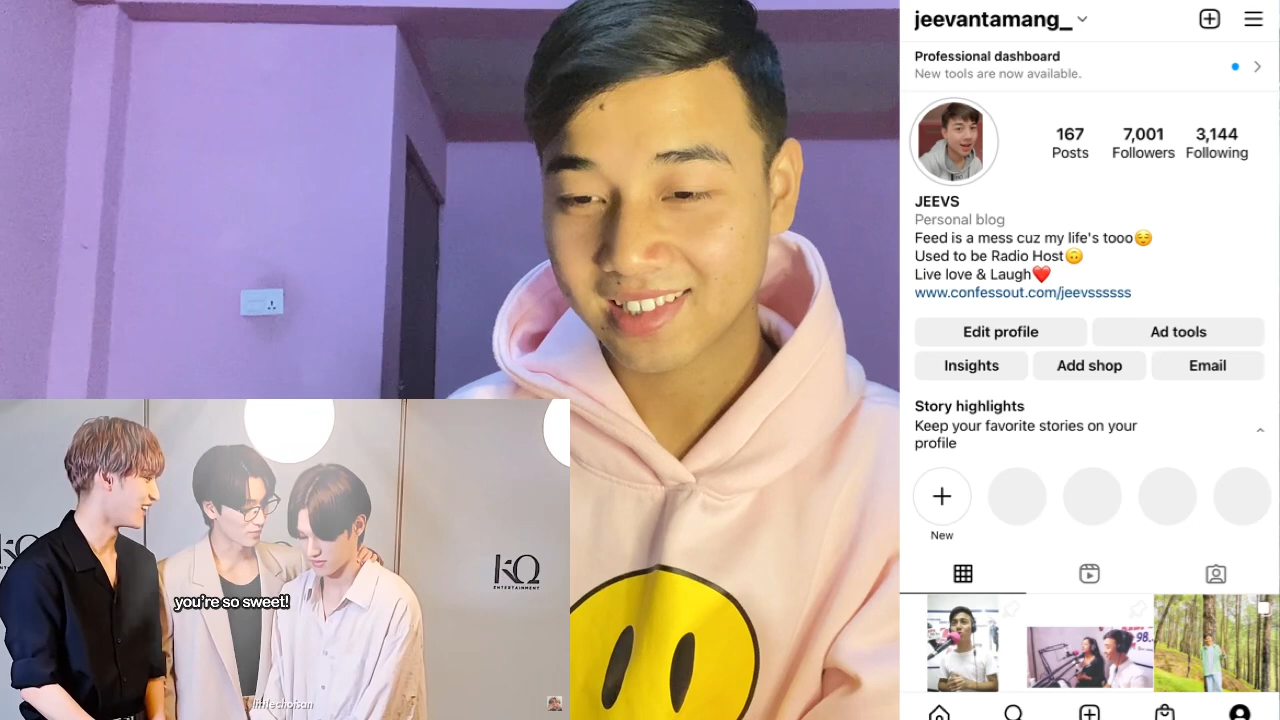 jeevantamang_
Professional dashboard
New tools are now available.
167
Posts
7,001
Followers
3,144
Following
JEEVS
Personal blog
Feed is a mess cuz my life's tooo😌
Used to be Radio Host🙃
Live love & Laugh❤️
www.confessout.com/jeevssssss
Edit profile
Ad tools
Insights
Add shop
Email
Story highlights
Keep your favorite stories on your
profile
New
98.
KQ
ENTERTAINMENT
you're so sweet!
littlechoisan